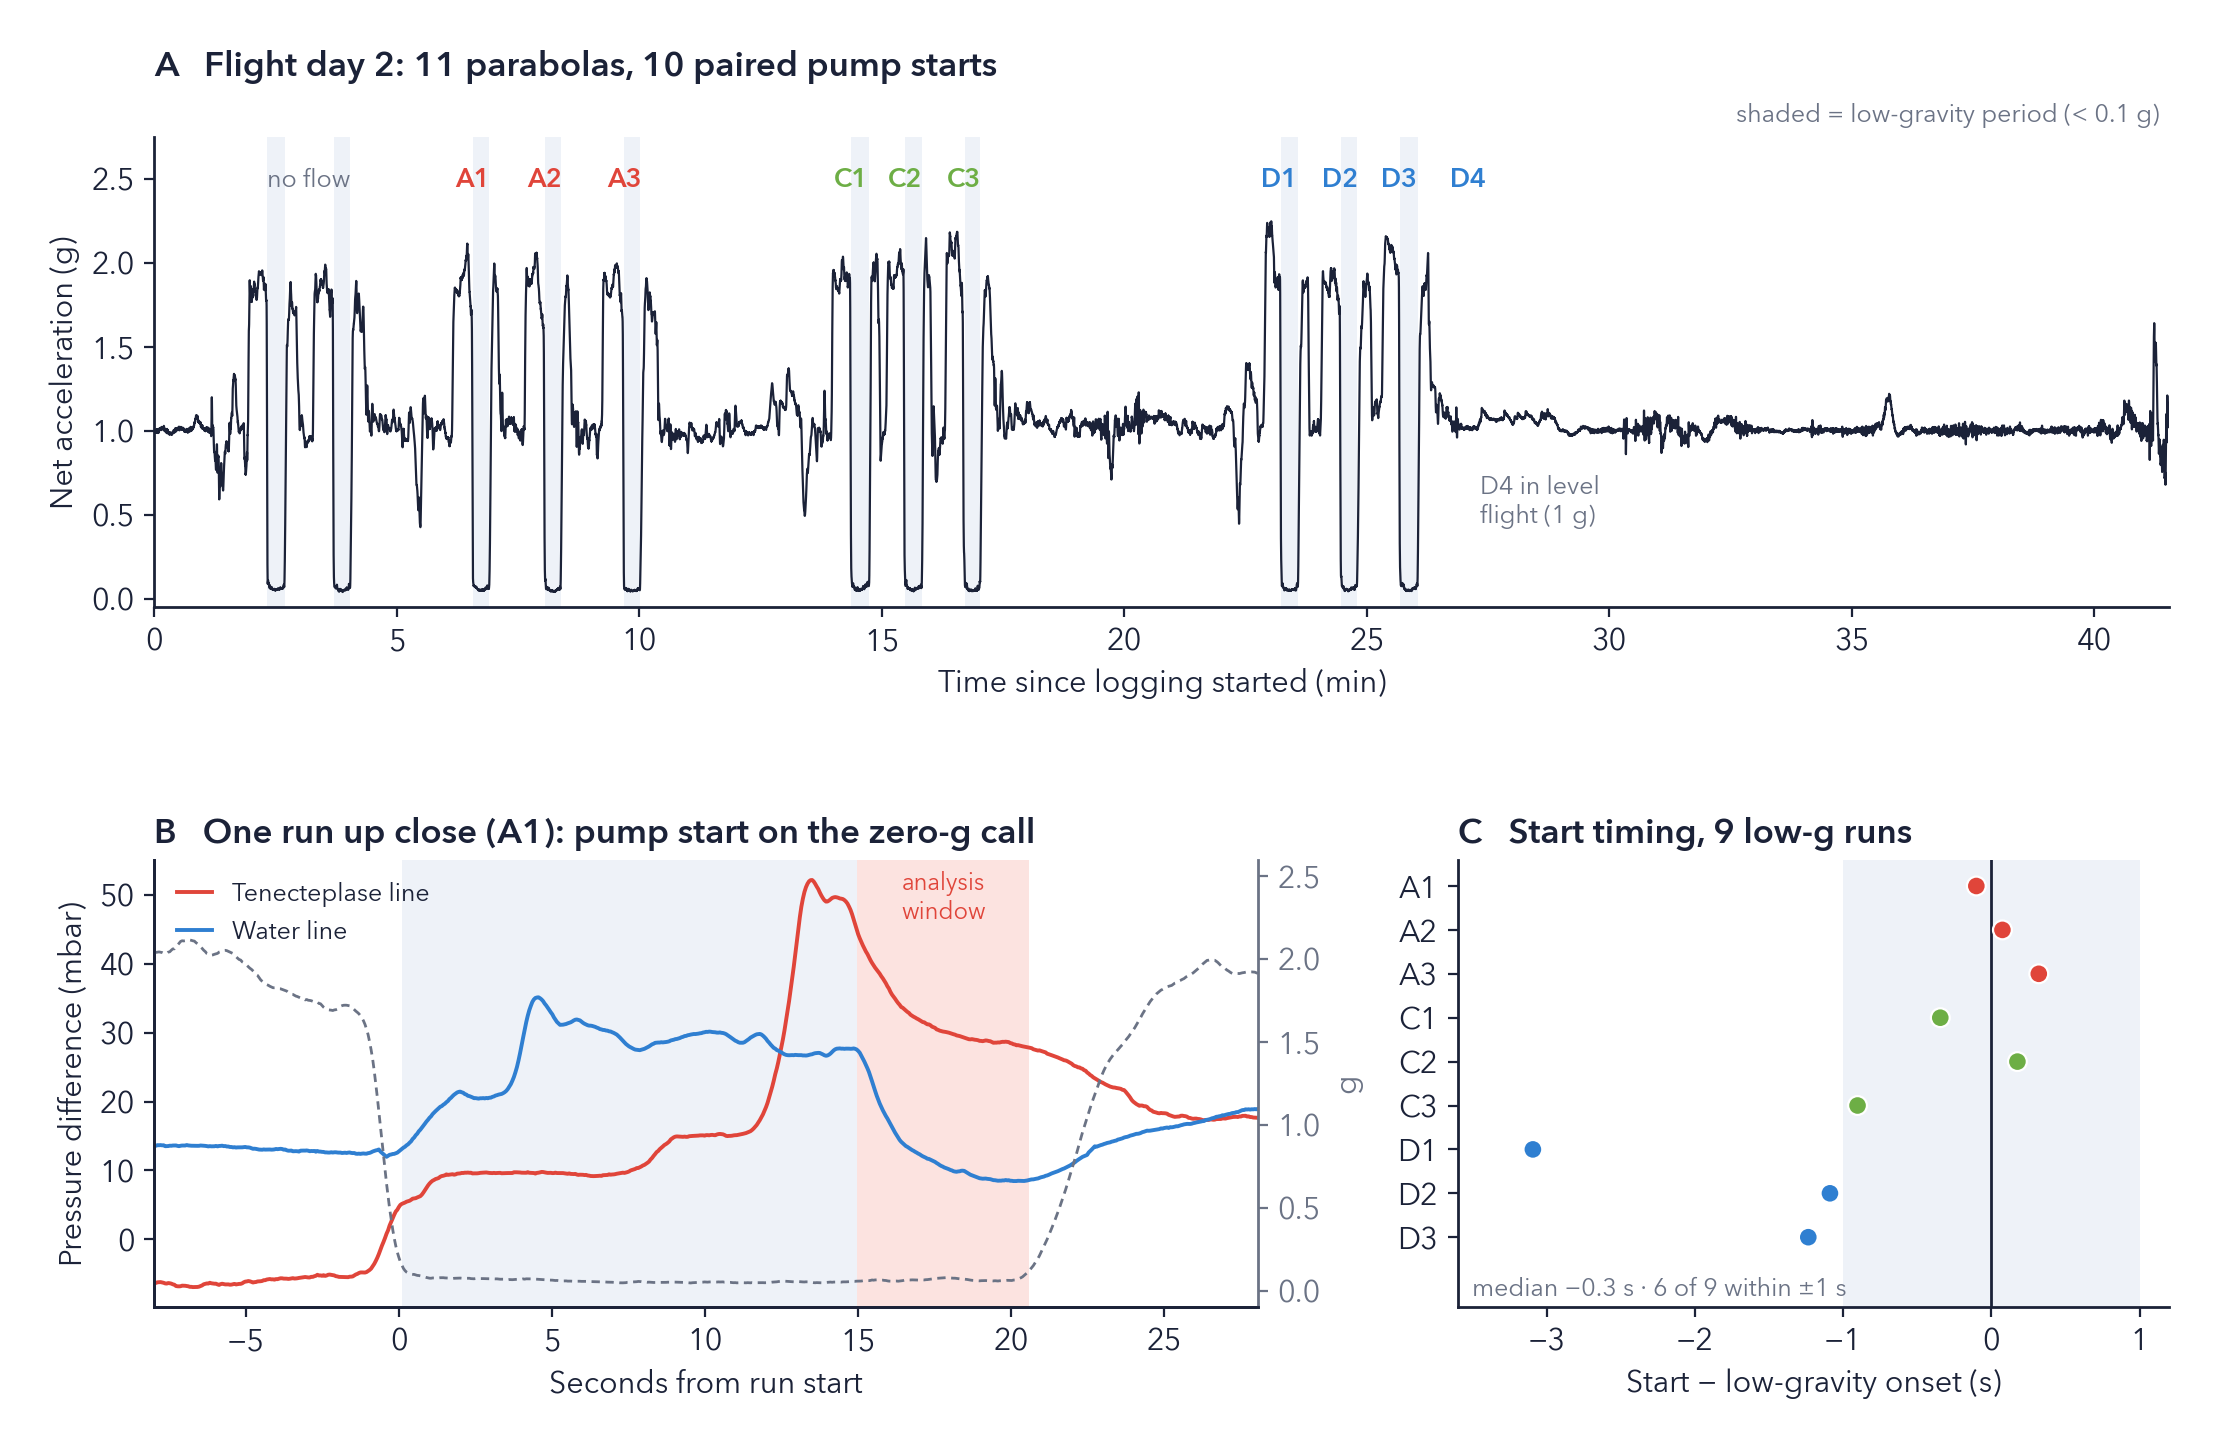 A Flight day 2: 11 parabolas, 10 paired pump starts
shaded = low-gravity period (< 0.1 g)
no flow
A1
A2
A3
C1
C2
C3
D1
D2
D3
D4
2.5
2.0
1.5
1.0
0.5
0.0
Net acceleration (g)
D4 in level
flight (1 g)
0 5 10 15 20 25 30 35 40
Time since logging started (min)
B One run up close (A1): pump start on the zero-g call
Tenecteplase line
Water line
analysis
window
50
40
30
20
10
0
Pressure difference (mbar)
2.5
2.0
1.5
1.0
0.5
0.0
g
−5 0 5 10 15 20 25
Seconds from run start
C Start timing, 9 low-g runs
A1
A2
A3
C1
C2
C3
D1
D2
D3
median −0.3 s · 6 of 9 within ±1 s
−3 −2 −1 0 1
Start − low-gravity onset (s)